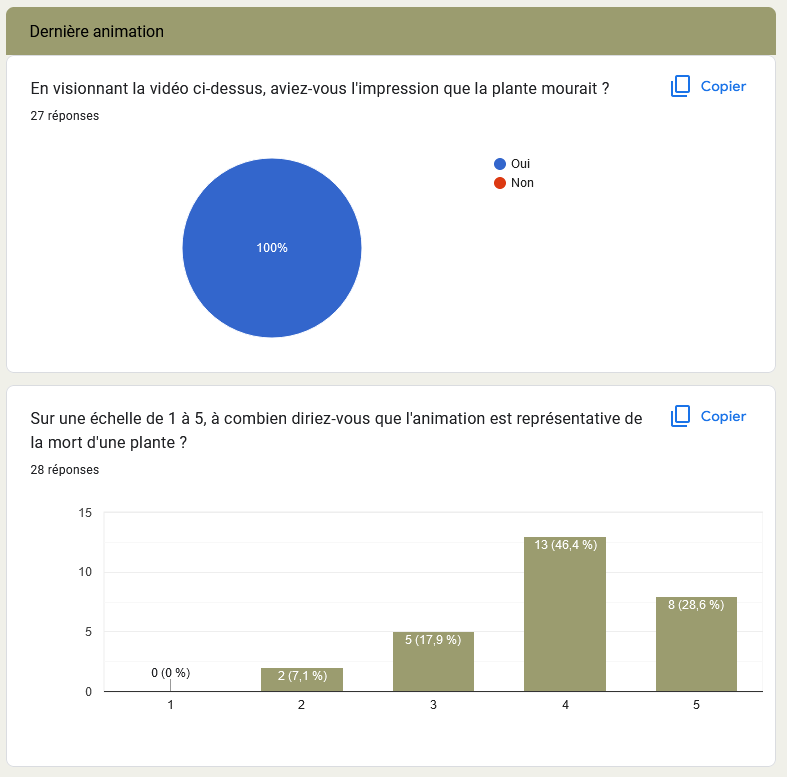 Dernière animation
En visionnant la vidéo ci-dessus, aviez-vous l'impression que la plante mourait ?
Copier
27 réponses
Oui
Non
100%
Sur une échelle de 1 à 5, à combien diriez-vous que l'animation est représentative de
la mort d'une plante ?
Copier
28 réponses
15
10
5
0
0 (0 %)
2 (7,1 %)
5 (17,9 %)
13 (46,4 %)
8 (28,6 %)
1
2
3
4
5